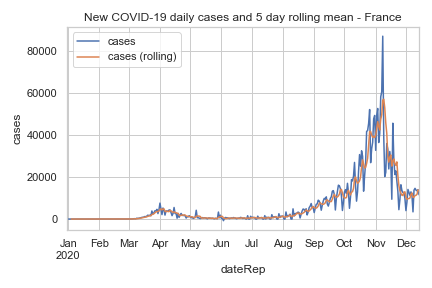 New COVID-19 daily cases and 5 day rolling mean - France
cases
cases (rolling)
80000
60000
40000
20000
0
cases
Jan Feb Mar Apr May Jun Jul Aug Sep Oct Nov Dec
2020
dateRep